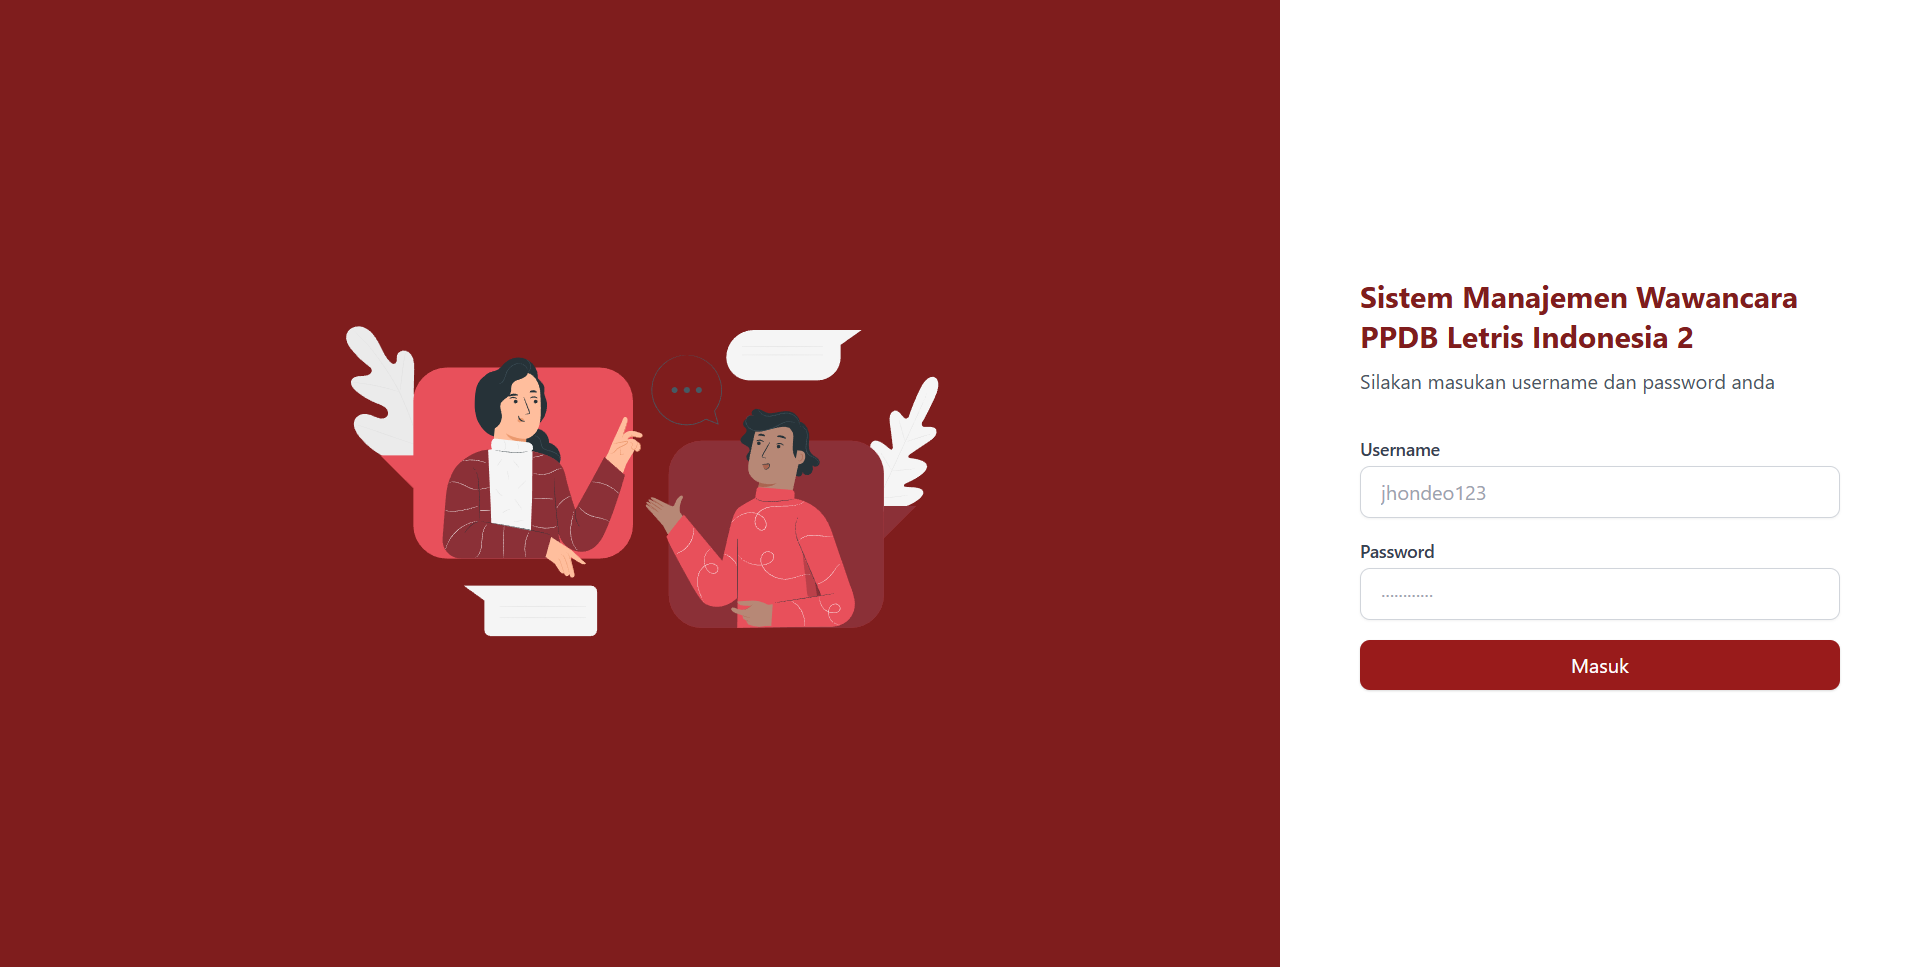 Sistem Manajemen Wawancara
PPDB Letris Indonesia 2
Silakan masukan username dan password anda
Username
jhondeo123
Password
············
Masuk